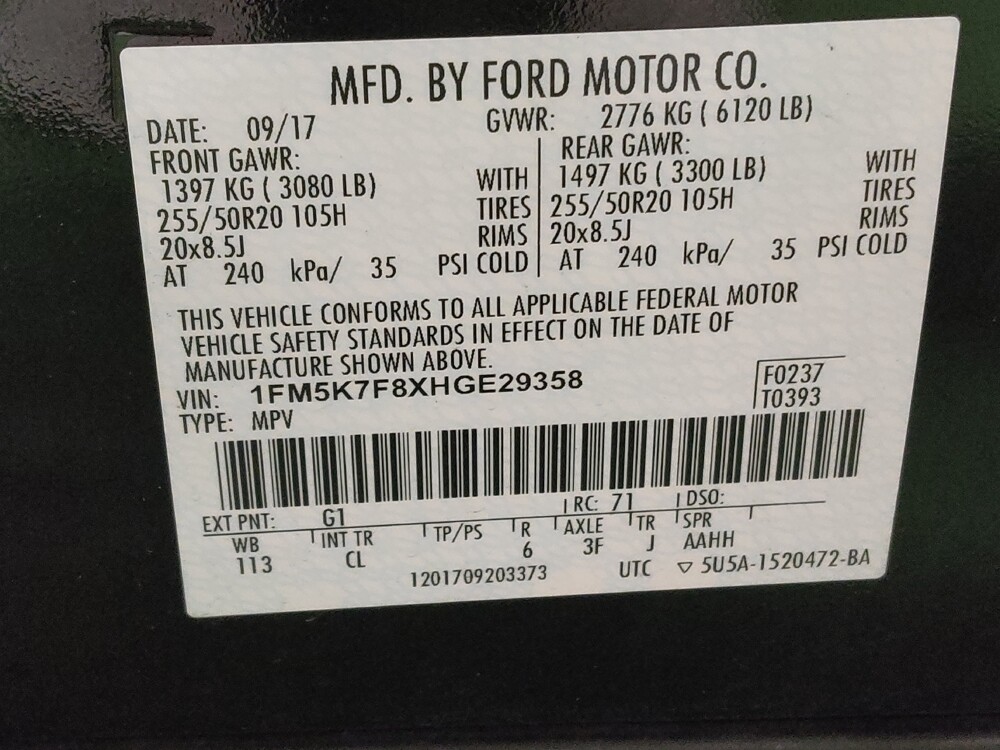 MFD. BY FORD MOTOR CO.
DATE: 09/17 GVWR: 2776 KG ( 6120 LB)
FRONT GAWR: REAR GAWR:
1397 KG ( 3080 LB) WITH 1497 KG ( 3300 LB) WITH
255/50R20 105H TIRES 255/50R20 105H TIRES
20x8.5J RIMS 20x8.5J RIMS
AT 240 kPa/ 35 PSI COLD AT 240 kPa/ 35 PSI COLD
THIS VEHICLE CONFORMS TO ALL APPLICABLE FEDERAL MOTOR
VEHICLE SAFETY STANDARDS IN EFFECT ON THE DATE OF
MANUFACTURE SHOWN ABOVE.
VIN: 1FM5K7F8XHGE29358 F0237
TYPE: MPV T0393
EXT PNT: G1 RC: 71 DSO:
WB INT TR TP/PS R AXLE TR SPR
113 CL 6 3F J AAHH
1201709203373 UTC ▽ 5U5A-1520472-BA